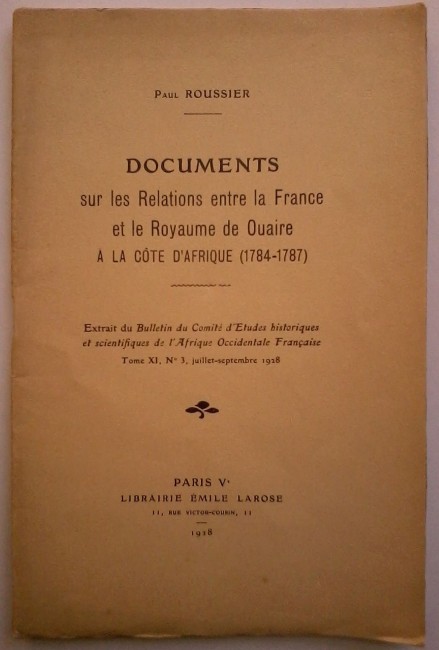 PAUL ROUSSIER
DOCUMENTS
sur les Relations entre la France
et le Royaume de Ouaire
À LA CÔTE D'AFRIQUE (1784-1787)
Extrait du Bulletin du Comité d'Etudes historiques
et scientifiques de l'Afrique Occidentale Française
Tome XI, N° 3, juillet-septembre 1928
PARIS Vᵉ
LIBRAIRIE ÉMILE LAROSE
11, RUE VICTOR-COUSIN, 11
1928